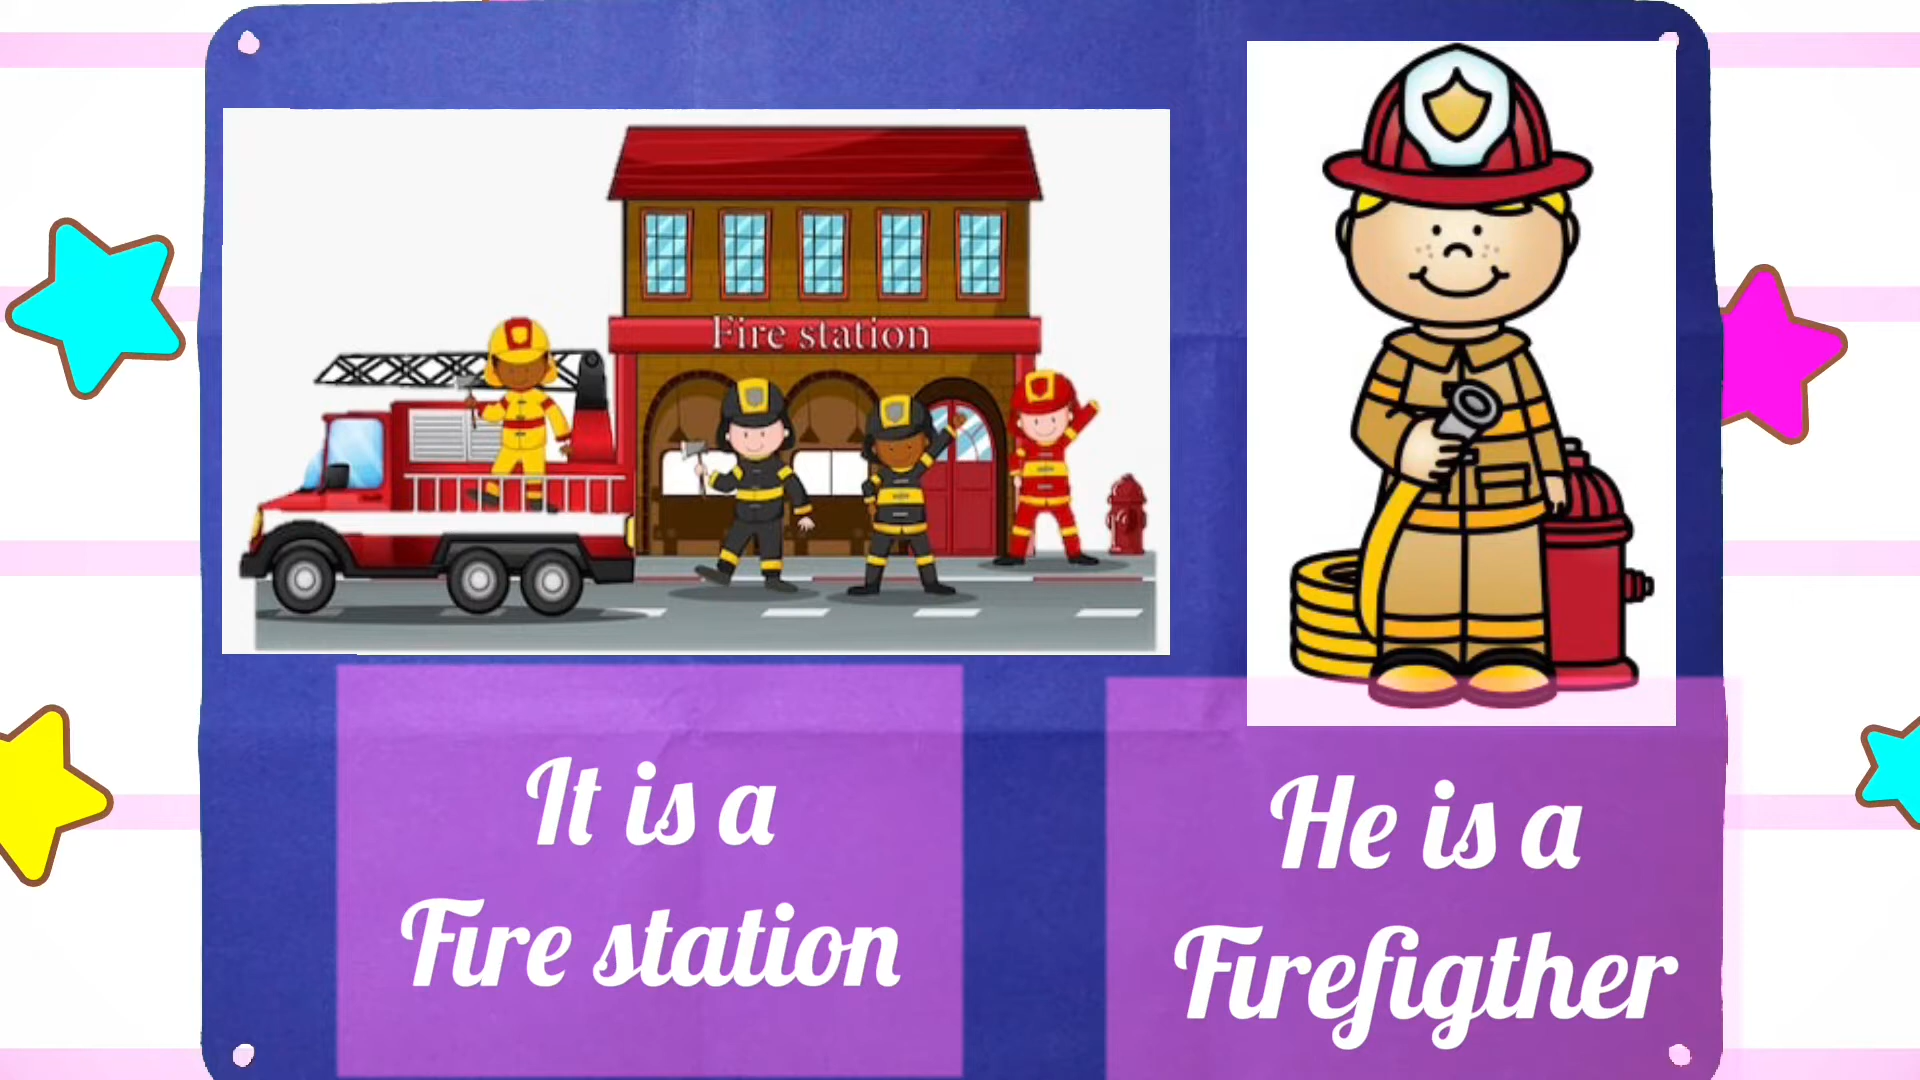 Fire station
It is a
Fire station
He is a
Firefigther